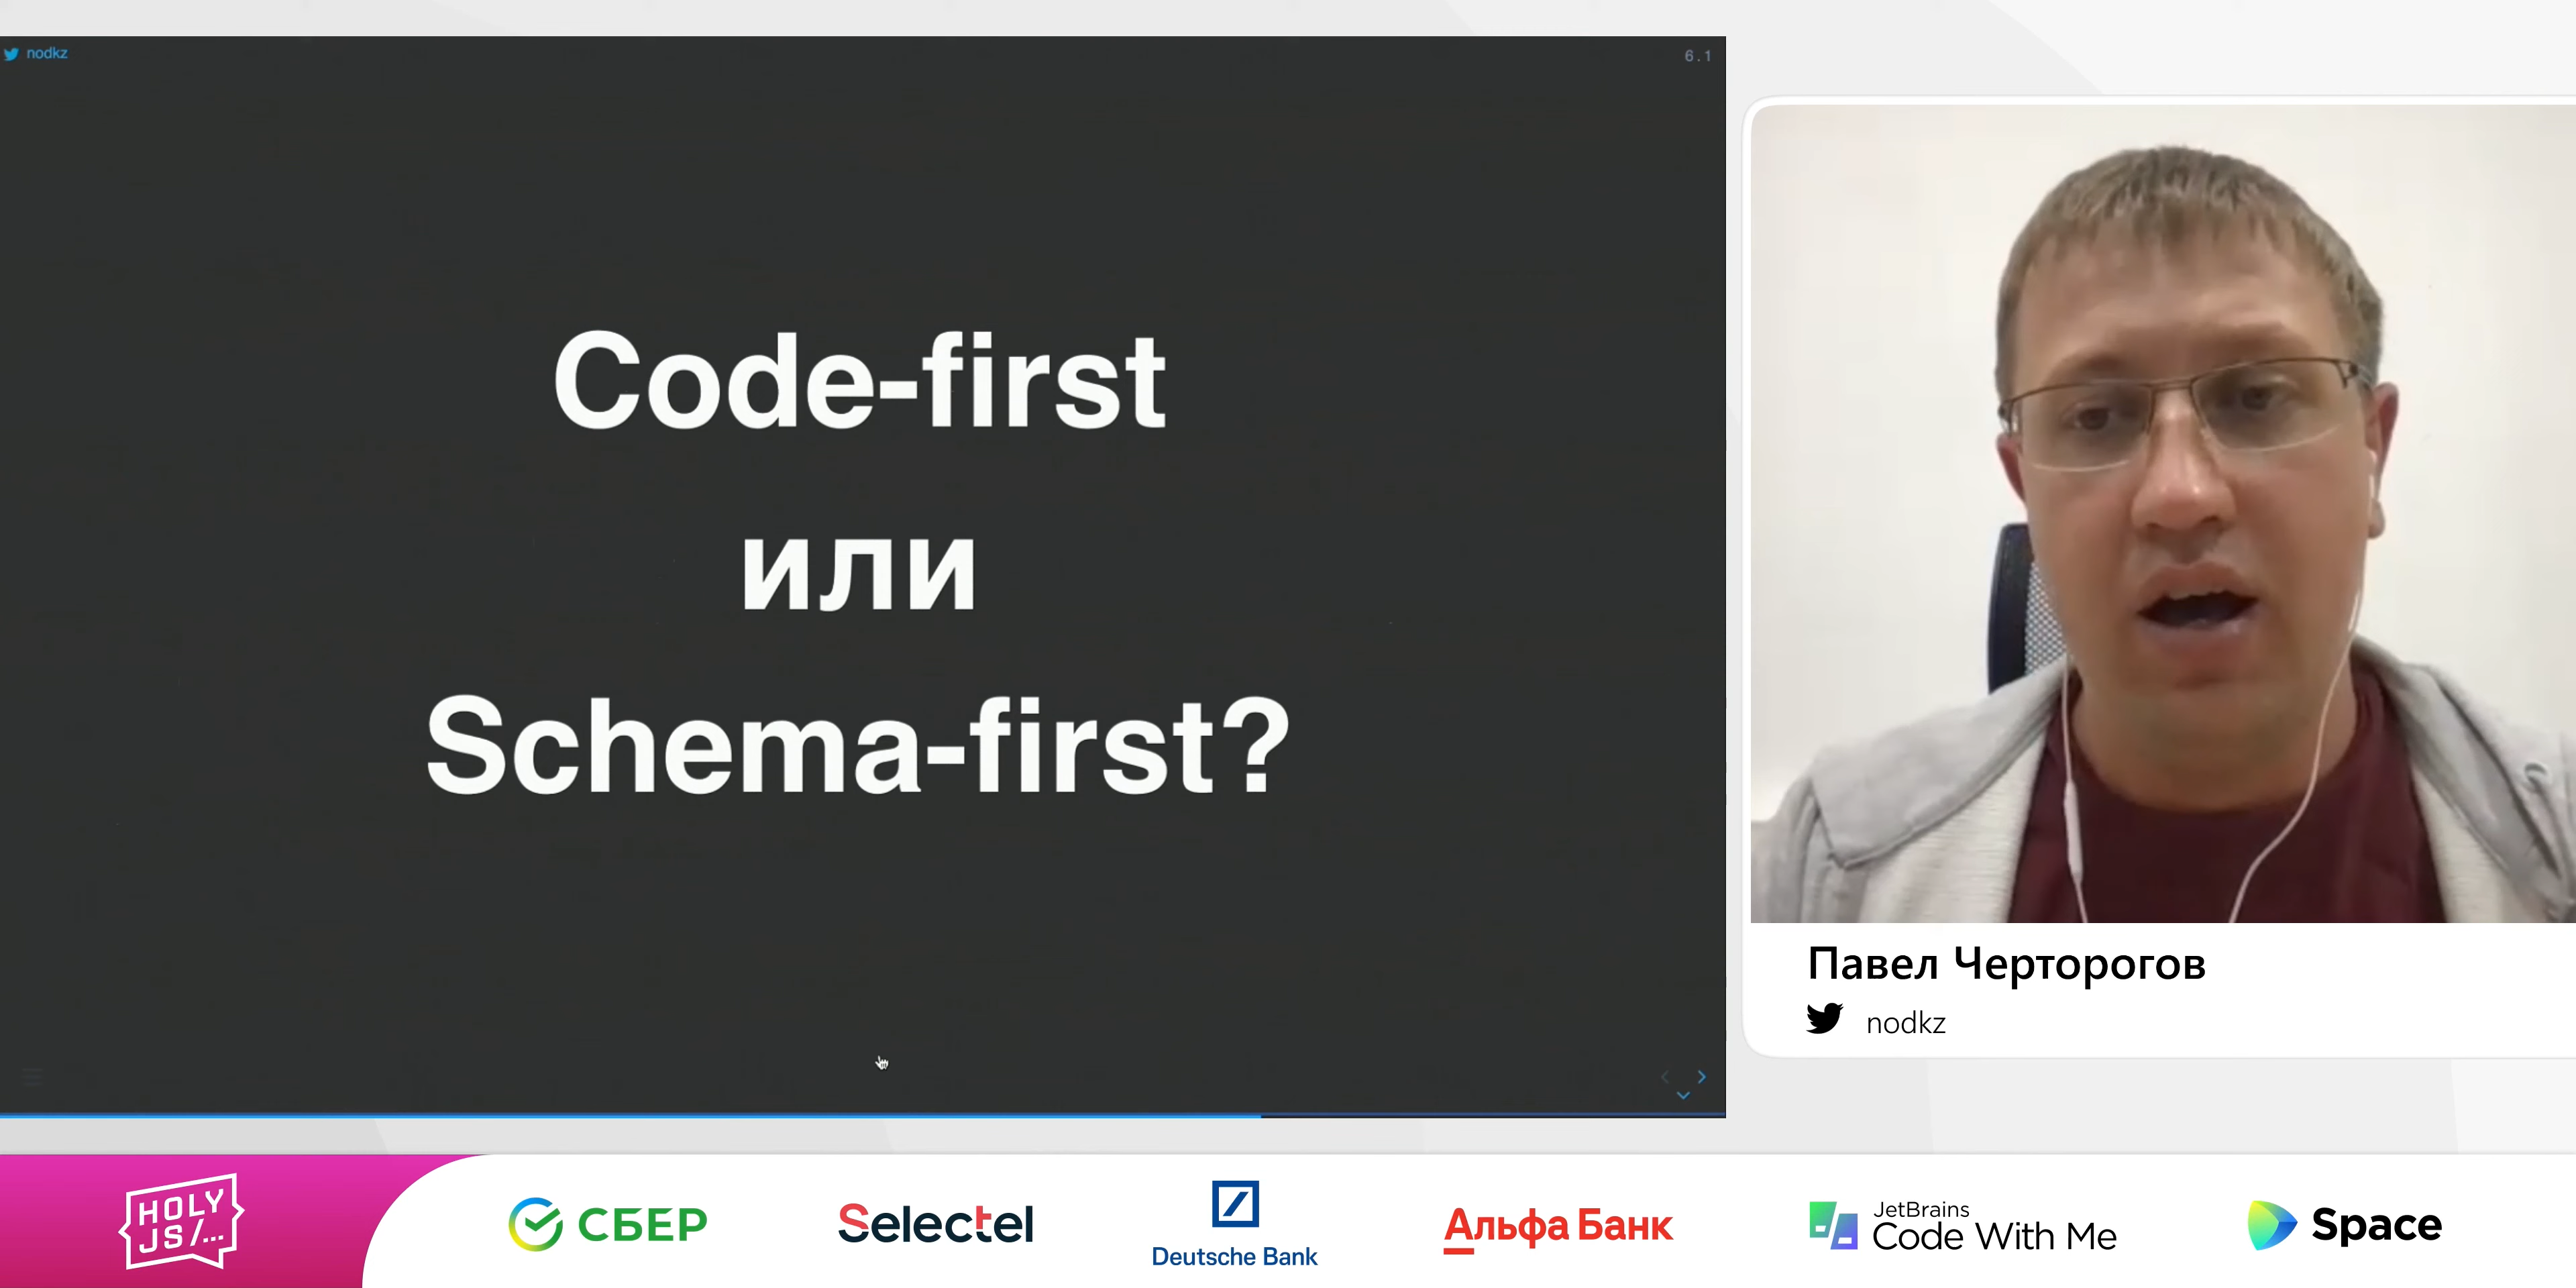 nodkz
6.1
Code-first
или
Schema-first?
Павел Черторогов
nodkz
HOLY
JS/...
СБЕР
Selectel
Deutsche Bank
Альфа Банк
JetBrains
Code With Me
Space